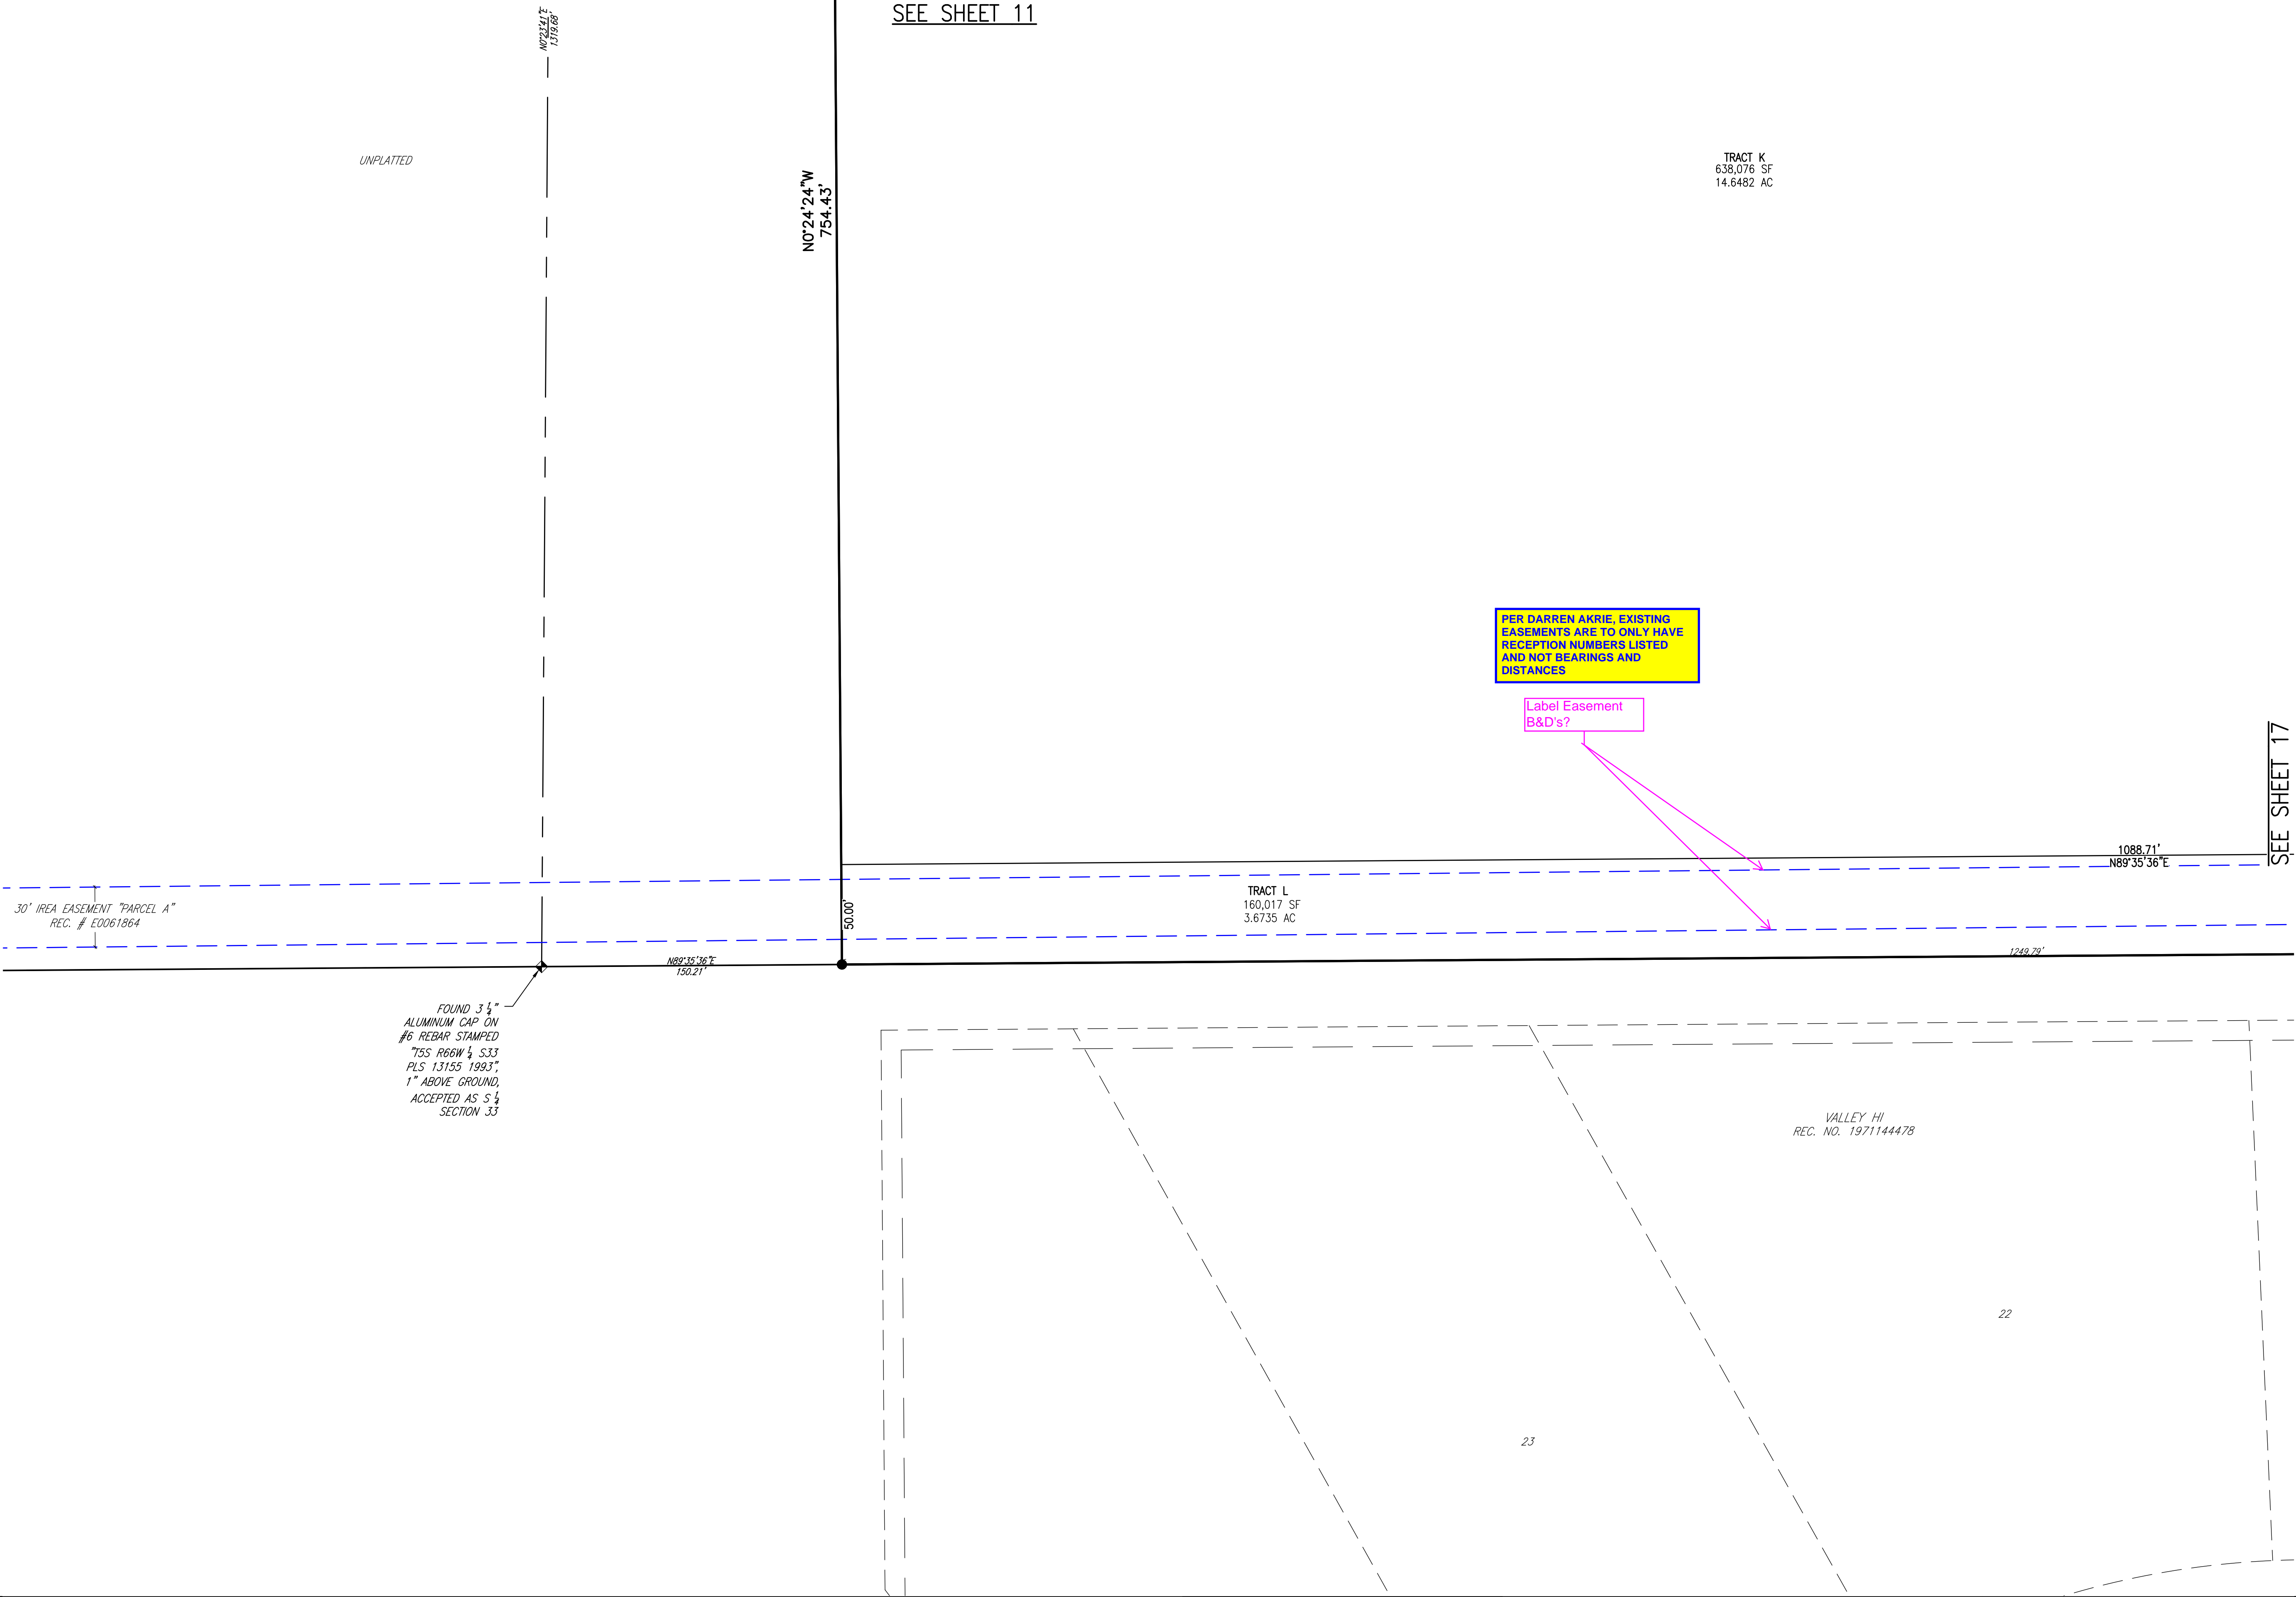 SEE SHEET 11
N0°23'41"E
1319.68'
UNPLATTED
TRACT K
638,076 SF
14.6482 AC
N0°24'24"W
754.43'
PER DARREN AKRIE, EXISTING
EASEMENTS ARE TO ONLY HAVE
RECEPTION NUMBERS LISTED
AND NOT BEARINGS AND
DISTANCES
Label Easement
B&D's?
SEE SHEET 17
1088.71'
N89°35'36"E
30' IREA EASEMENT "PARCEL A"
REC. # E0061864
50.00'
TRACT L
160,017 SF
3.6735 AC
N89°35'36"E
150.21'
1249.79'
FOUND 3 1/4"
ALUMINUM CAP ON
#6 REBAR STAMPED
"T5S R66W 1/4 S33
PLS 13155 1993",
1" ABOVE GROUND,
ACCEPTED AS S 1/4
SECTION 33
VALLEY HI
REC. NO. 1971144478
22
23